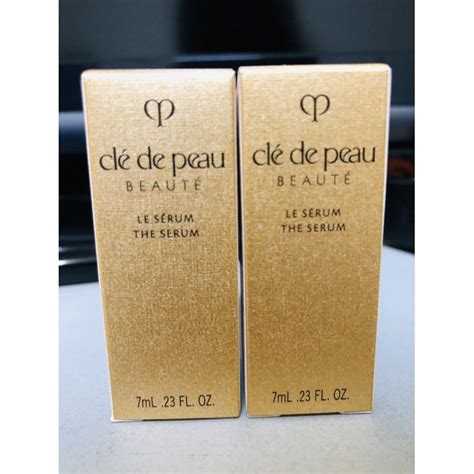 clé de peau
BEAUTÉ
LE SÉRUM
THE SERUM
7mL .23 FL. OZ.
clé de peau
BEAUTÉ
LE SÉRUM
THE SERUM
7mL .23 FL. OZ.